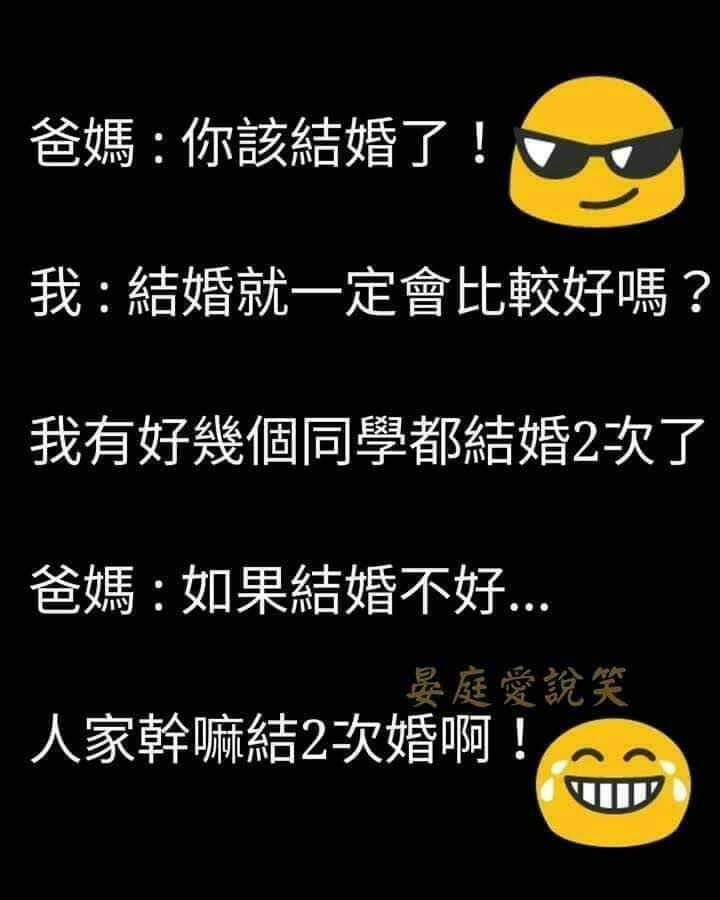 爸媽：你該結婚了！
我：結婚就一定會比較好嗎？
我有好幾個同學都結婚2次了
爸媽：如果結婚不好...
晏庭愛說笑
人家幹嘛結2次婚啊！